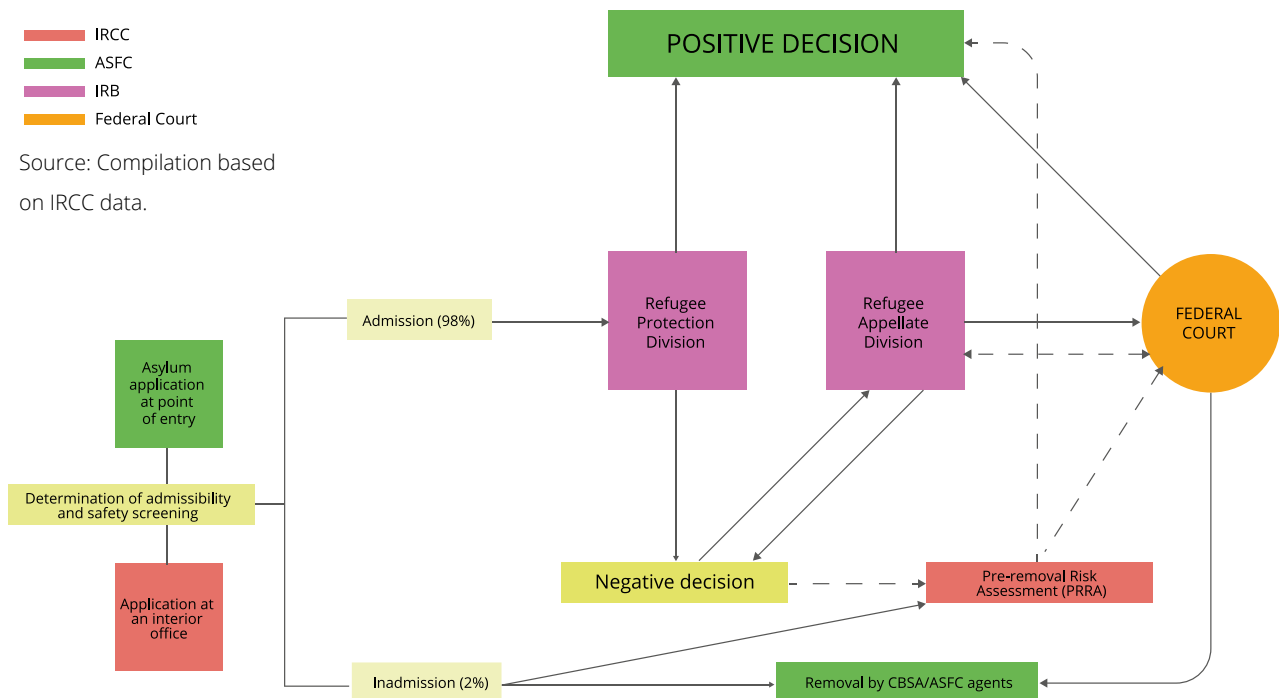 IRCC
ASFC
IRB
Federal Court
Source: Compilation based
on IRCC data.
POSITIVE DECISION
Admission (98%)
Refugee
Protection
Division
Refugee
Appellate
Division
FEDERAL
COURT
Asylum
application
at point
of entry
Determination of admissibility
and safety screening
Application at
an interior
office
Negative decision
Pre-removal Risk
Assessment (PRRA)
Inadmission (2%)
Removal by CBSA/ASFC agents